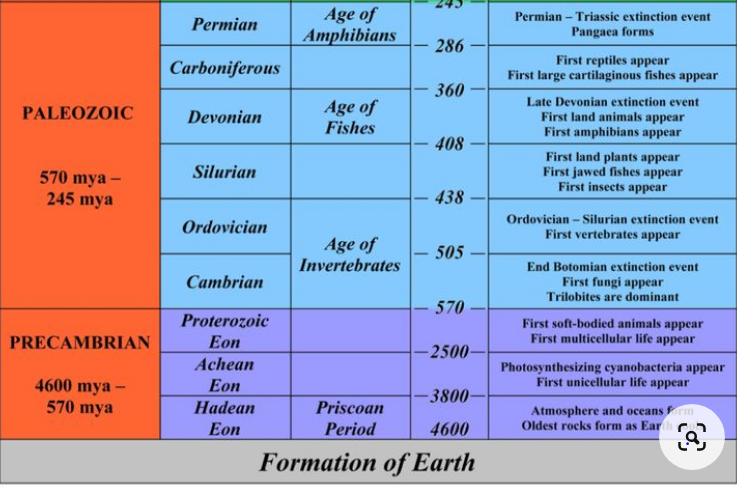 245
Permian
Age of
Amphibians
Permian – Triassic extinction event
Pangaea forms
286
Carboniferous
First reptiles appear
First large cartilaginous fishes appear
360
PALEOZOIC
570 mya –
245 mya
Devonian
Age of
Fishes
Late Devonian extinction event
First land animals appear
First amphibians appear
408
Silurian
First land plants appear
First jawed fishes appear
First insects appear
438
Ordovician
Ordovician – Silurian extinction event
First vertebrates appear
Age of
Invertebrates
505
Cambrian
End Botomian extinction event
First fungi appear
Trilobites are dominant
570
PRECAMBRIAN
4600 mya –
570 mya
Proterozoic
Eon
First soft-bodied animals appear
First multicellular life appear
2500
Achean
Eon
Photosynthesizing cyanobacteria appear
First unicellular life appear
3800
Hadean
Eon
Priscoan
Period
Atmosphere and oceans form
Oldest rocks form as Earth
4600
Formation of Earth